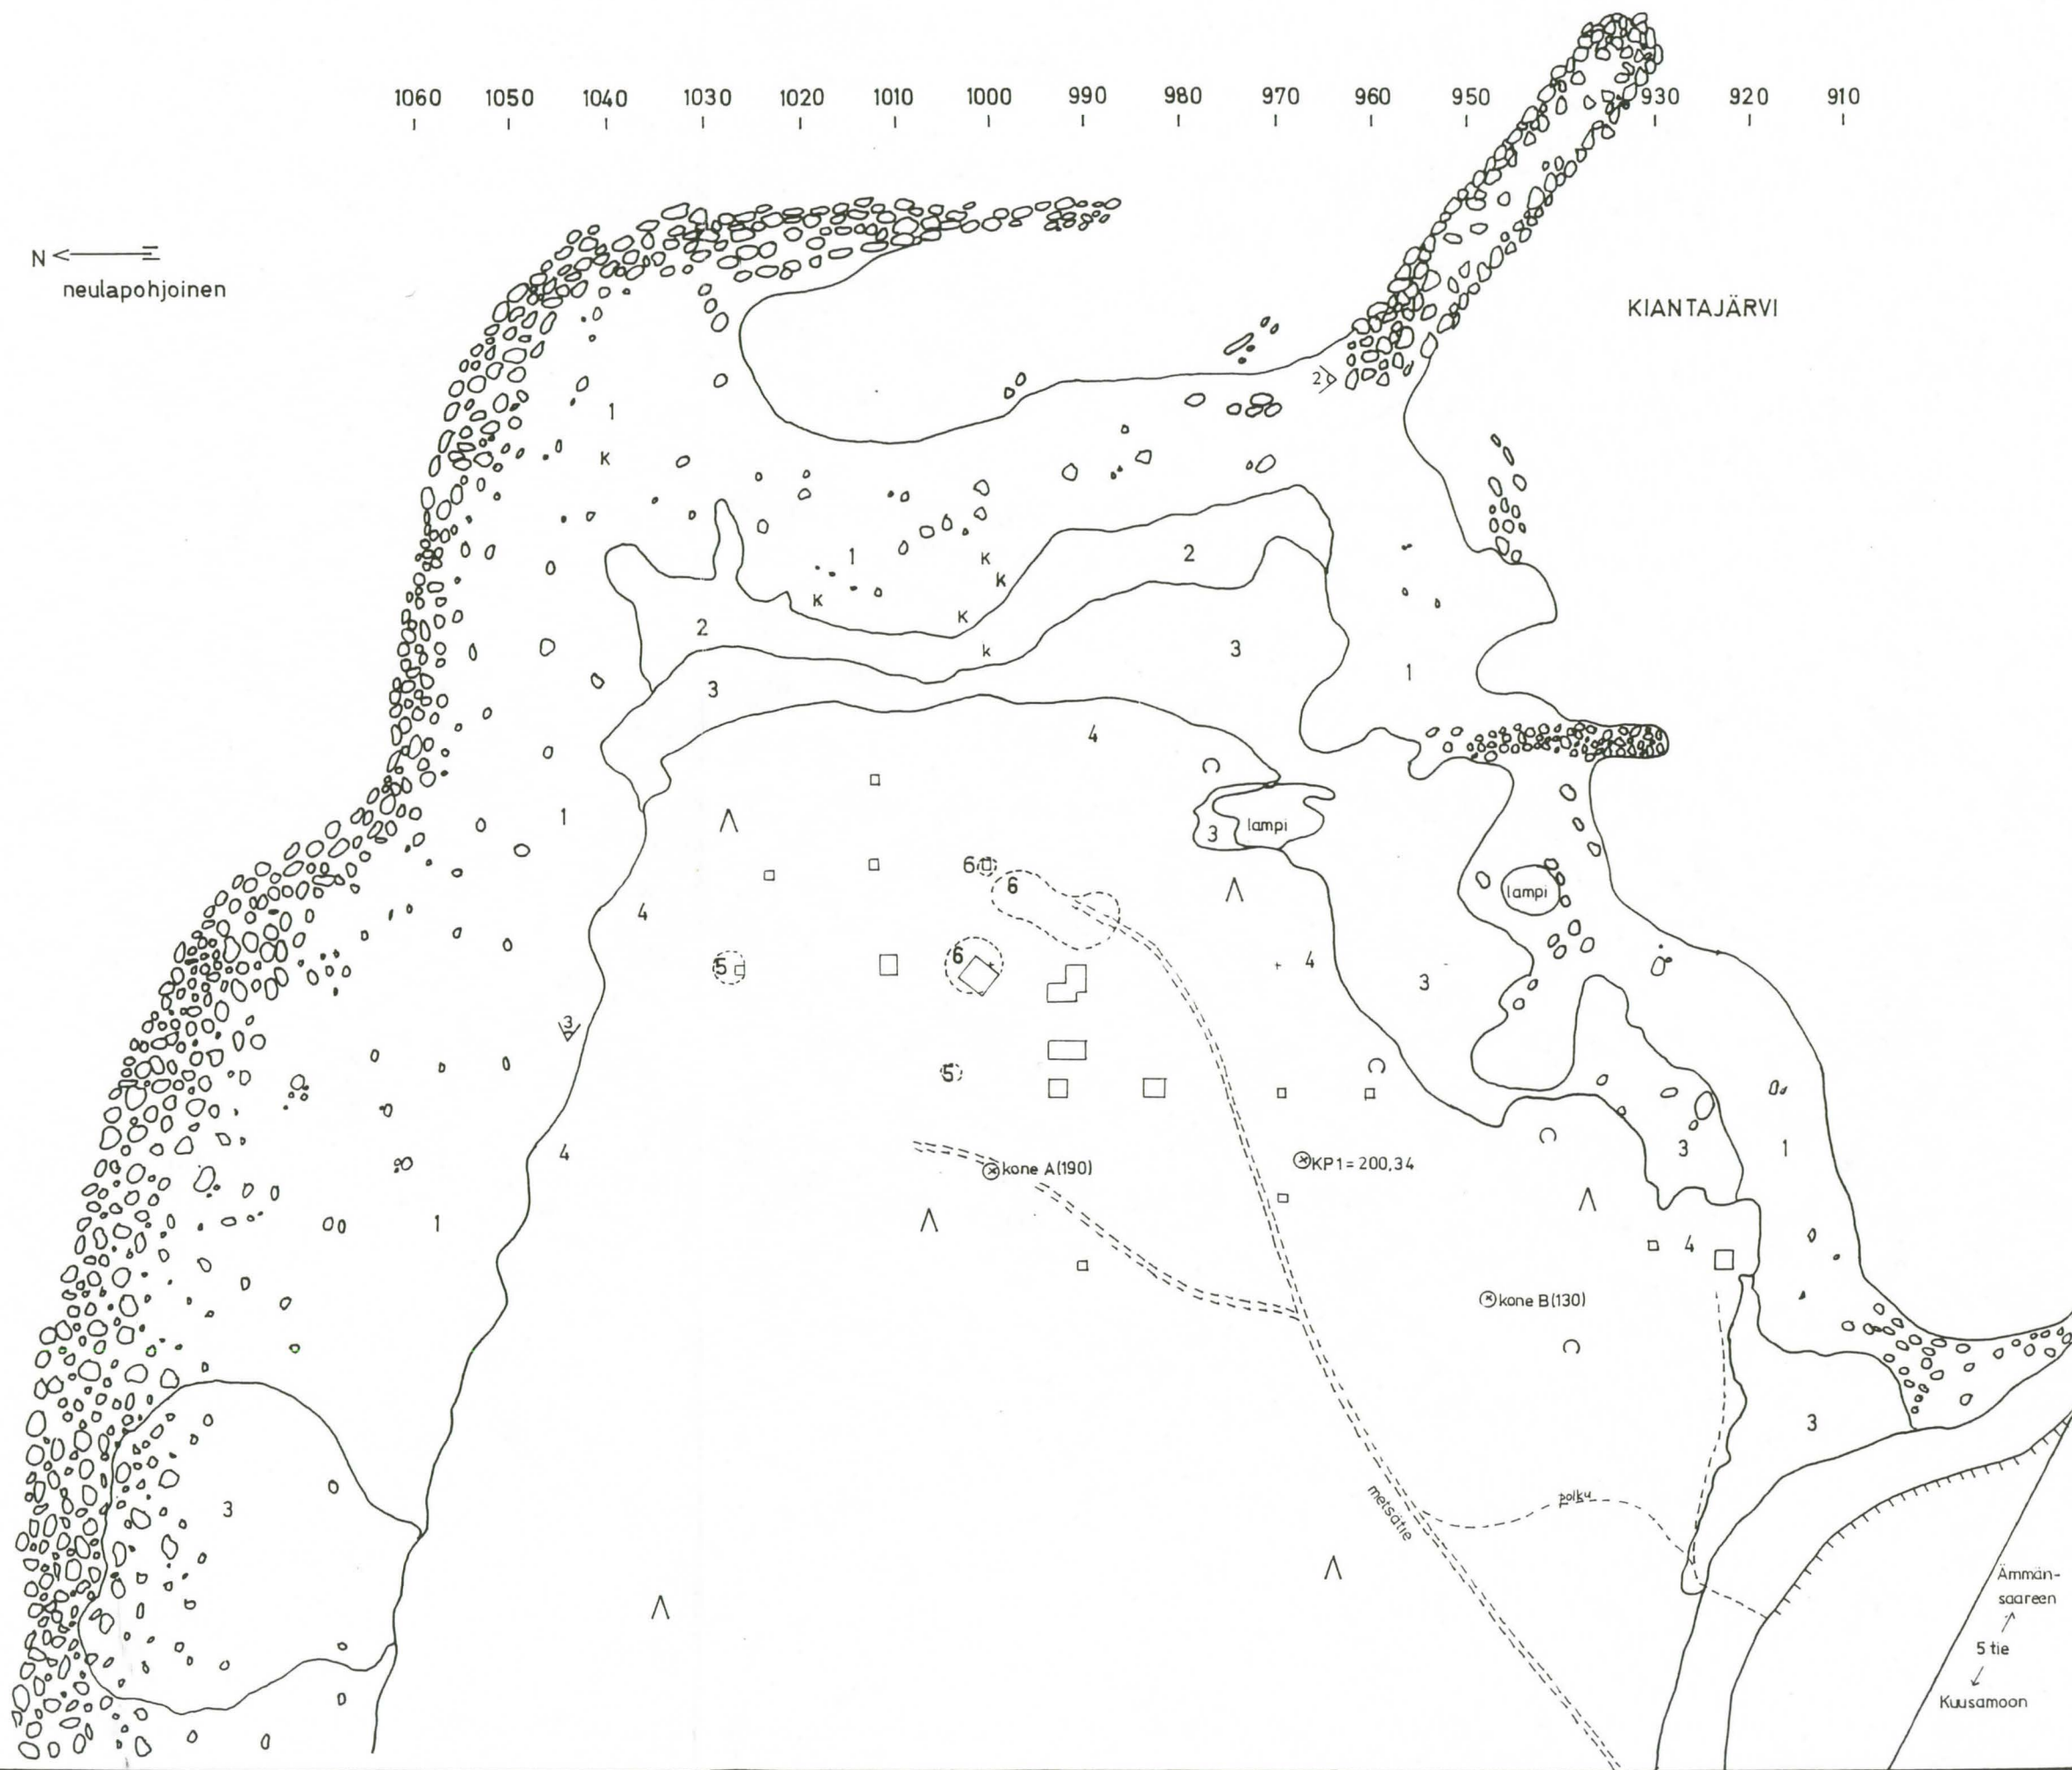 1060 1050 1040 1030 1020 1010 1000 990 980 970 960 950 930 920 910
N
neulapohjoinen
KIANTAJÄRVI
2
1
K
1
K
K
K
K
2
2
k
3
3
1
4
1
lampi
3
6
6
lampi
4
5
6
4
3
3
5
4
3
1
kone A (190)
KP1 = 200,34
1
4
kone B (130)
3
3
metsätie
polku
Ämmän-
saareen
5 tie
Kuusamoon